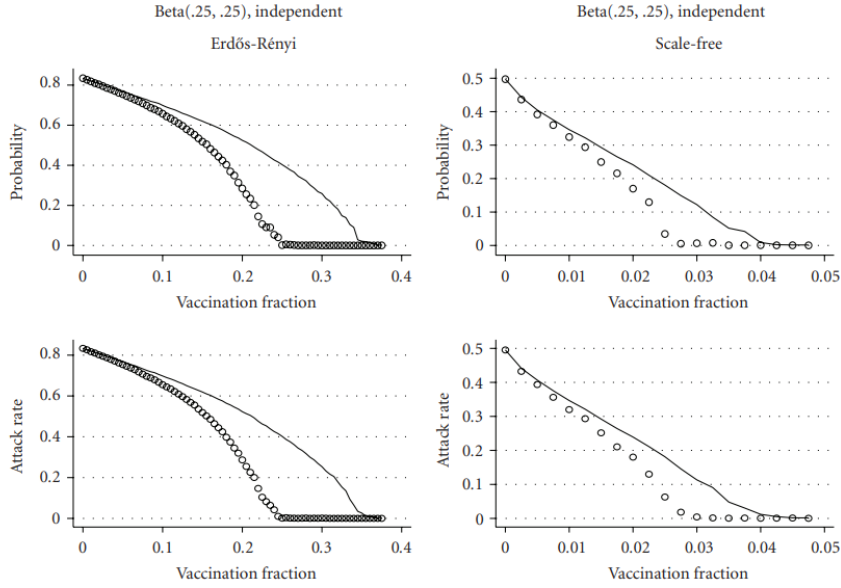 Beta(.25, .25), independent
Erdős-Rényi
0.8
0.6
0.4
0.2
0
Probability
0 0.1 0.2 0.3 0.4
Vaccination fraction
Beta(.25, .25), independent
Scale-free
0.5
0.4
0.3
0.2
0.1
0
Probability
0 0.01 0.02 0.03 0.04 0.05
Vaccination fraction
0.8
0.6
0.4
0.2
0
Attack rate
0 0.1 0.2 0.3 0.4
Vaccination fraction
0.5
0.4
0.3
0.2
0.1
0
Attack rate
0 0.01 0.02 0.03 0.04 0.05
Vaccination fraction